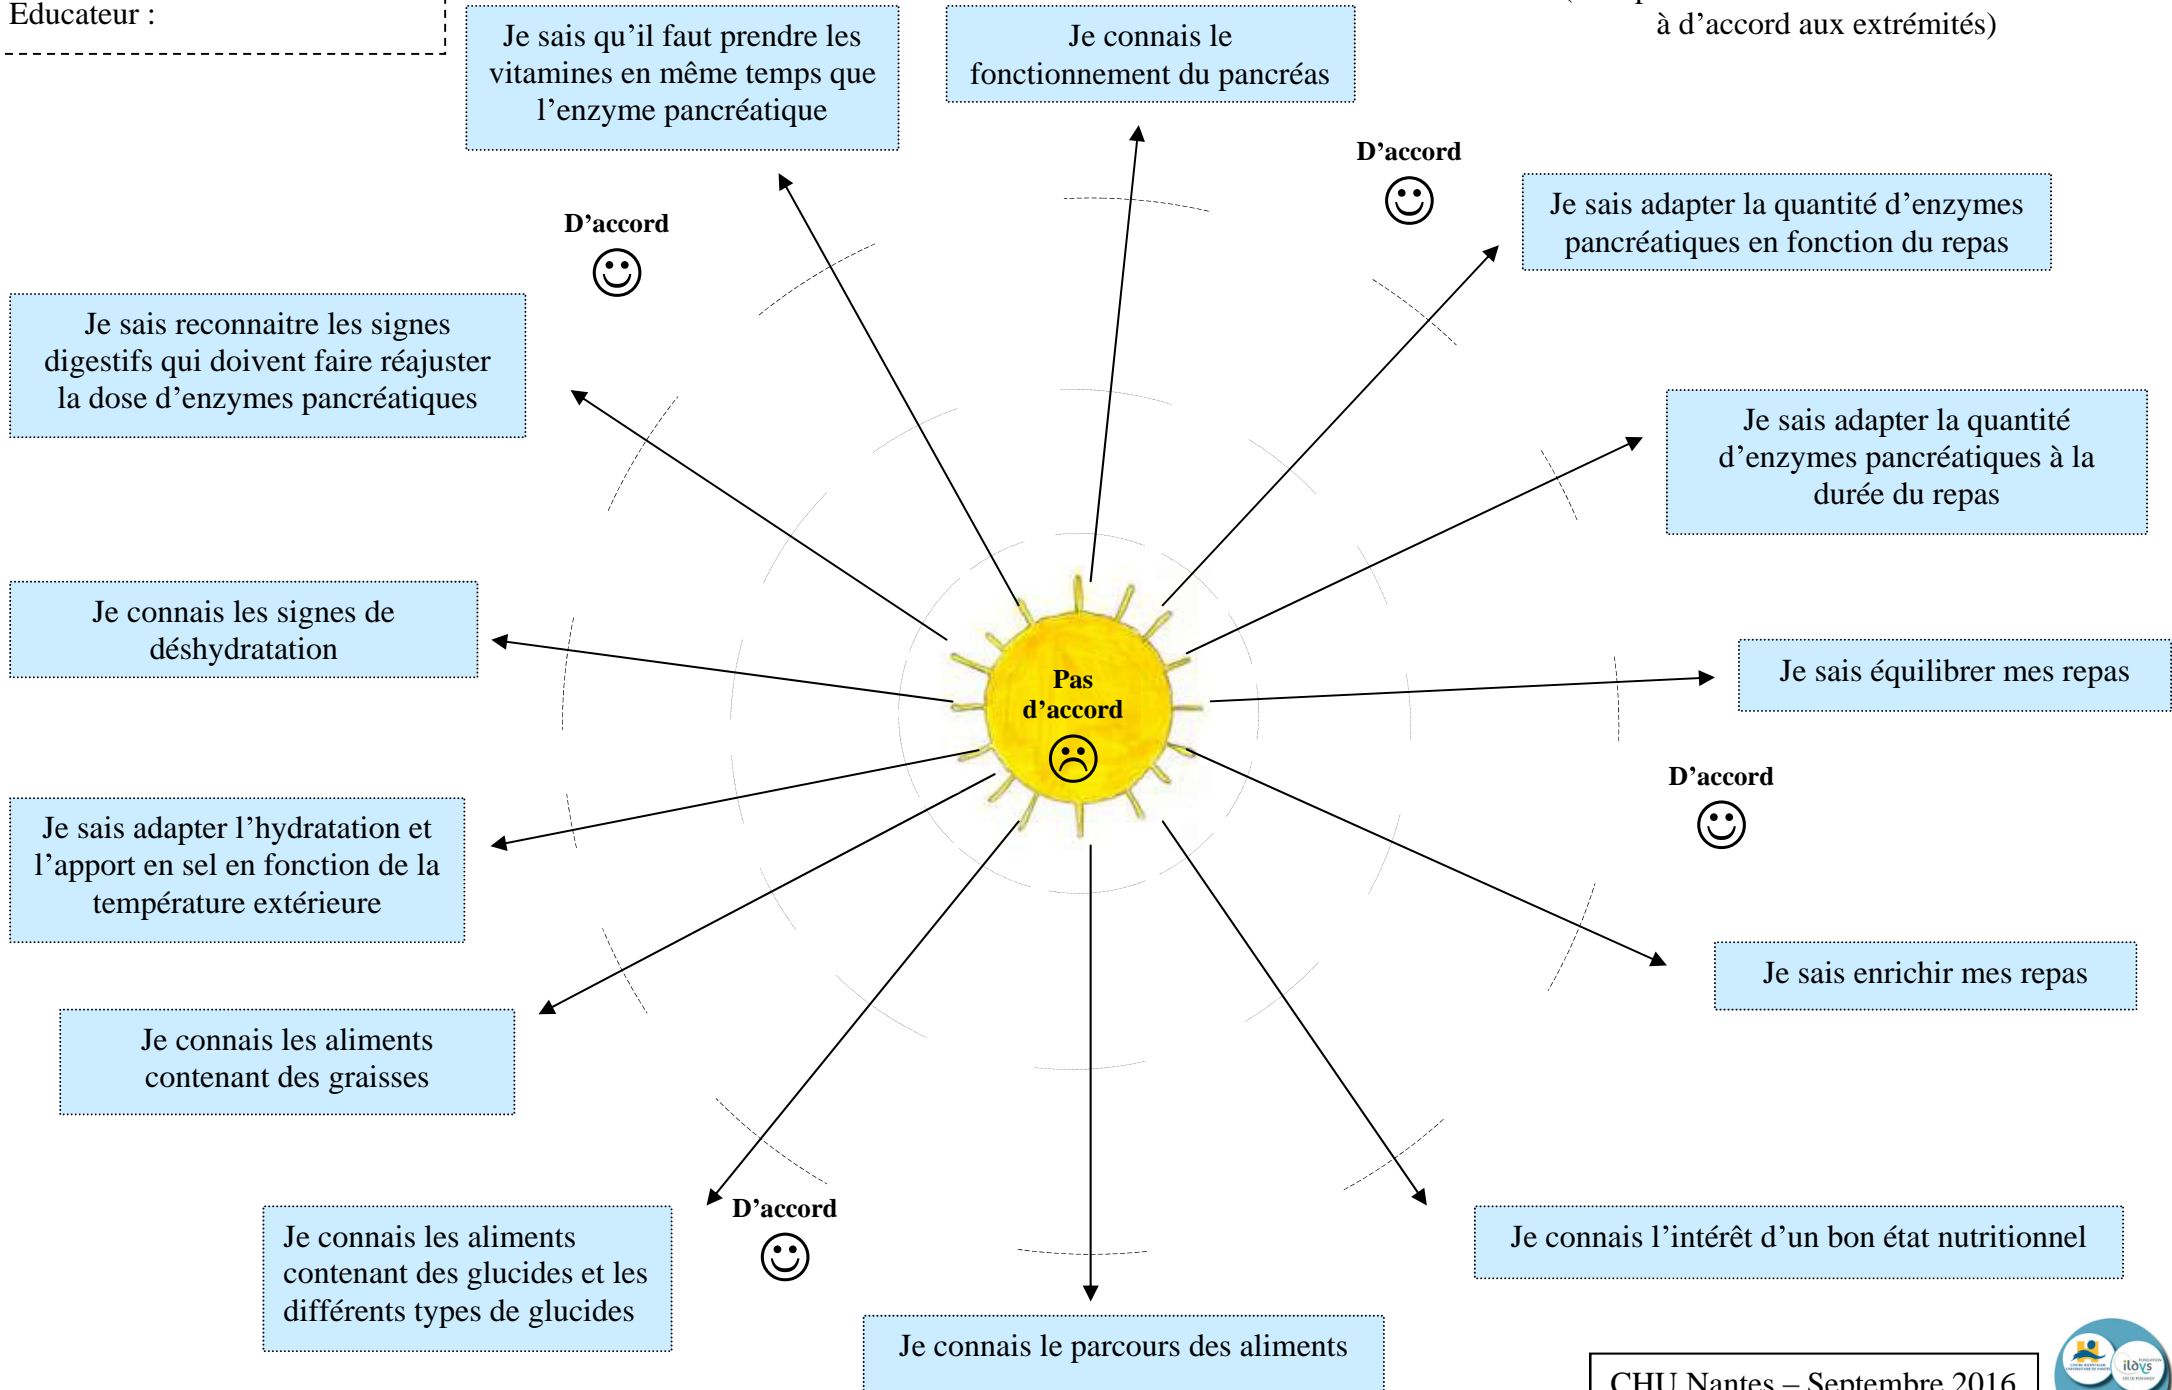 Educateur :
à d’accord aux extrémités)
Je sais qu’il faut prendre les
vitamines en même temps que
l’enzyme pancréatique
Je connais le
fonctionnement du pancréas
D’accord
D’accord
Je sais adapter la quantité d’enzymes
pancréatiques en fonction du repas
Je sais reconnaitre les signes
digestifs qui doivent faire réajuster
la dose d’enzymes pancréatiques
Je sais adapter la quantité
d’enzymes pancréatiques à la
durée du repas
Je connais les signes de
déshydratation
Pas
d’accord
Je sais équilibrer mes repas
D’accord
Je sais adapter l’hydratation et
l’apport en sel en fonction de la
température extérieure
Je sais enrichir mes repas
Je connais les aliments
contenant des graisses
D’accord
Je connais les aliments
contenant des glucides et les
différents types de glucides
Je connais l’intérêt d’un bon état nutritionnel
Je connais le parcours des aliments
CHU Nantes – Septembre 2016
ildys